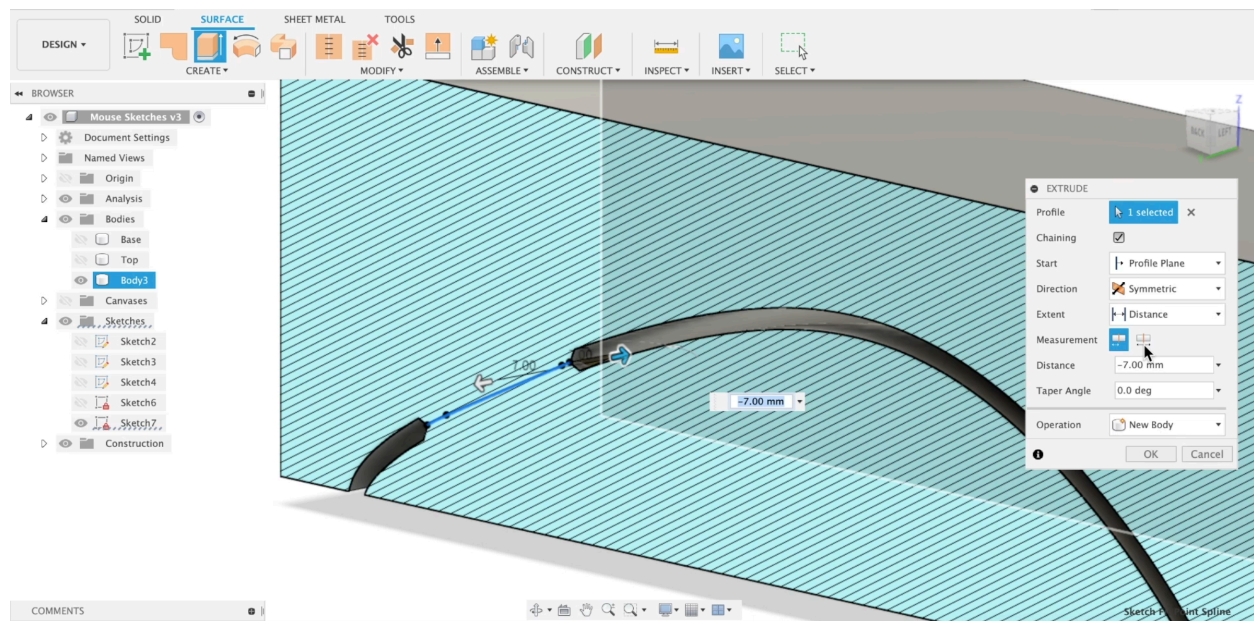 SOLID SURFACE SHEET METAL TOOLS
DESIGN
CREATE MODIFY ASSEMBLE CONSTRUCT INSPECT INSERT SELECT
BROWSER
Mouse Sketches v3
Document Settings
Named Views
Origin
Analysis
Bodies
Base
Top
Body3
Canvases
Sketches
Sketch2
Sketch3
Sketch4
Sketch6
Sketch7
Construction
Z
BACK LEFT
EXTRUDE
Profile 1 selected
Chaining
Start Profile Plane
Direction Symmetric
Extent Distance
Measurement
Distance -7.00 mm
Taper Angle 0.0 deg
Operation New Body
OK Cancel
7.00
-7.00 mm
COMMENTS
Sketch
Spline